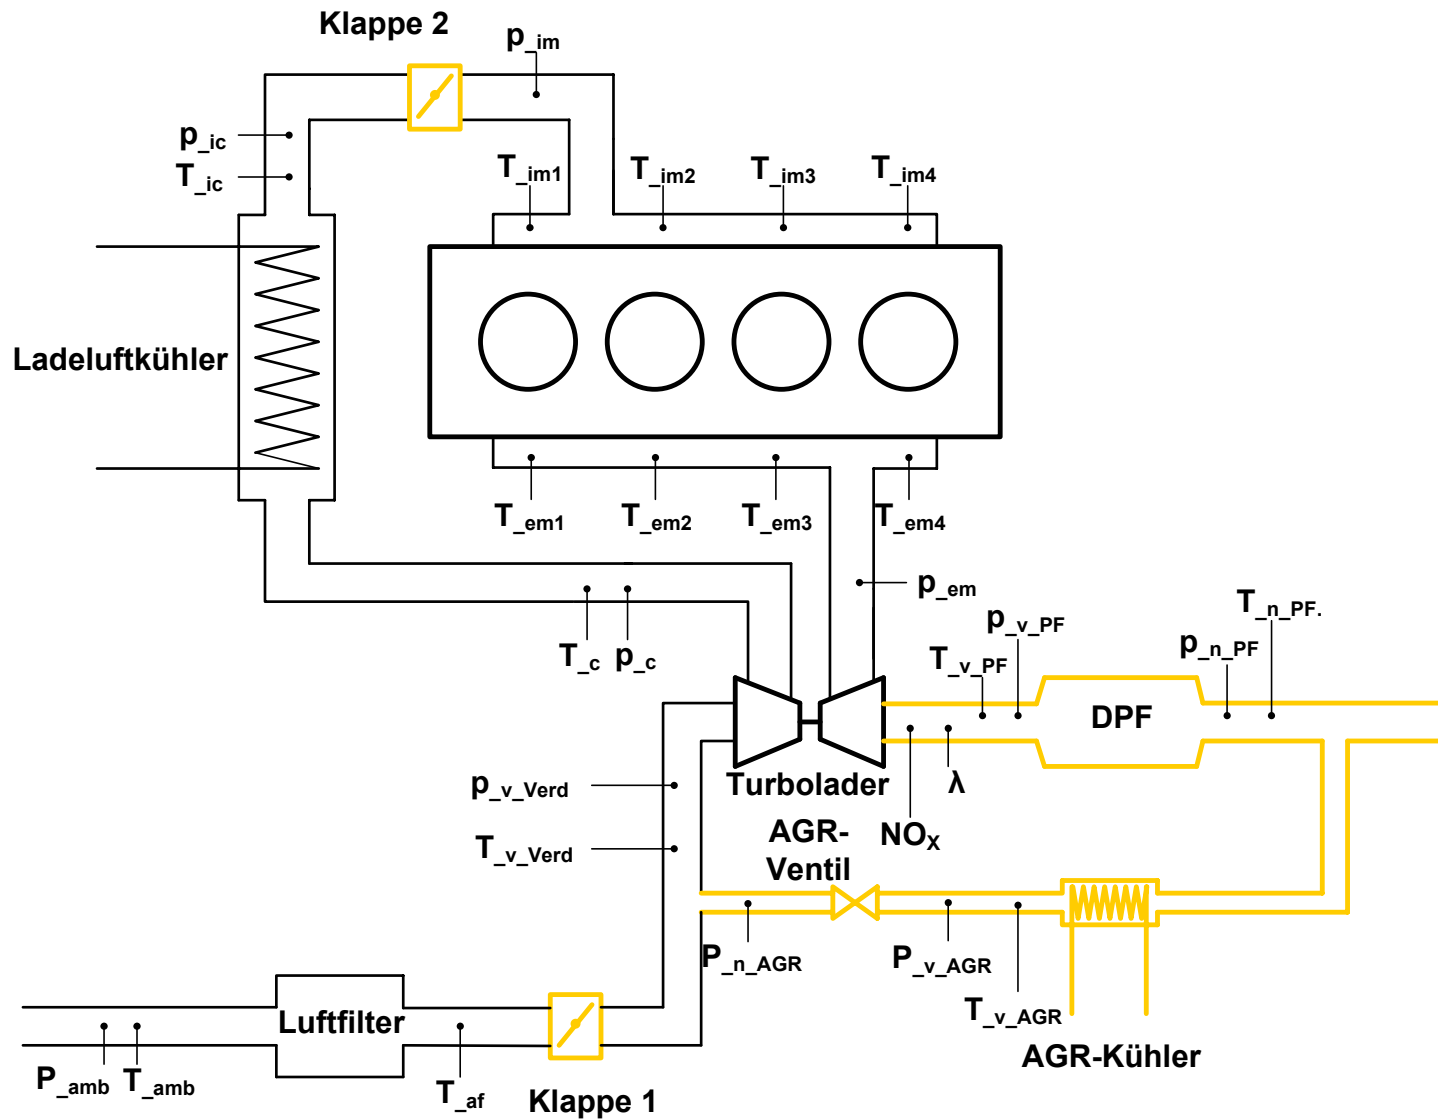 Klappe 2
p_im
p_ic
T_ic
T_im1
T_im2
T_im3
T_im4
Ladeluftkühler
T_em1
T_em2
T_em3
T_em4
p_em
T_c
p_c
T_v_PF
p_v_PF
p_n_PF
T_n_PF.
DPF
Turbolader
λ
NOX
p_v_Verd
T_v_Verd
AGR-
Ventil
P_n_AGR
P_v_AGR
T_v_AGR
AGR-Kühler
Luftfilter
P_amb
T_amb
T_af
Klappe 1